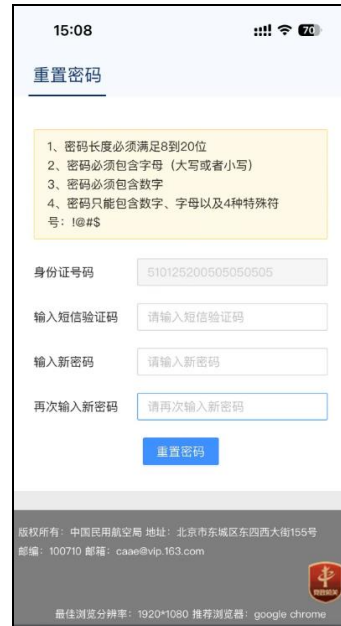 15:08
70
重置密码
1、密码长度必须满足8到20位
2、密码必须包含字母（大写或者小写）
3、密码必须包含数字
4、密码只能包含数字、字母以及4种特殊符
号：!@#$
身份证号码 510125200505050505
输入短信验证码 请输入短信验证码
输入新密码 请输入新密码
再次输入新密码 请再次输入新密码
重置密码
版权所有：中国民用航空局 地址：北京市东城区东四西大街155号
邮编：100710 邮箱：caae@vip.163.com
党政机关
最佳浏览分辨率：1920*1080 推荐浏览器：google chrome